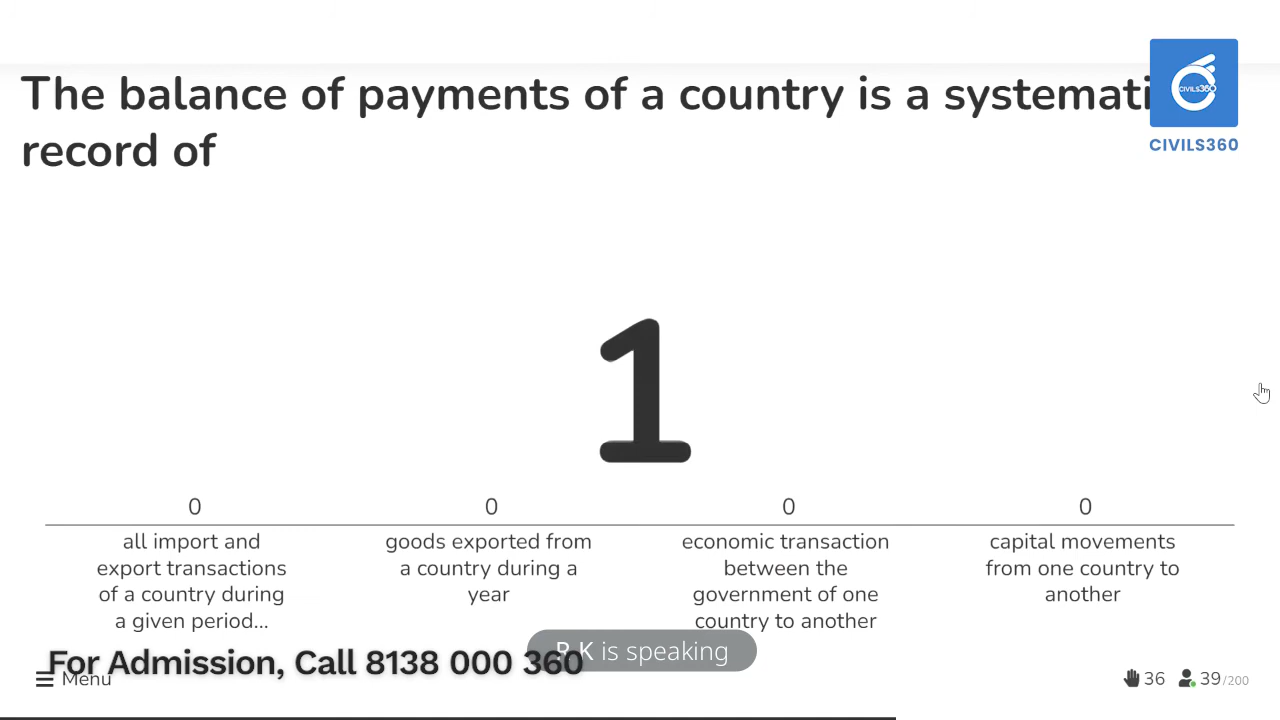 The balance of payments of a country is a systemati
record of
CIVILS360
CIVILS360
1
0
0
0
0
all import and
export transactions
of a country during
a given period...
goods exported from
a country during a
year
economic transaction
between the
government of one
country to another
capital movements
from one country to
another
R K is speaking
For Admission, Call 8138 000 360
Menu
36
39/200